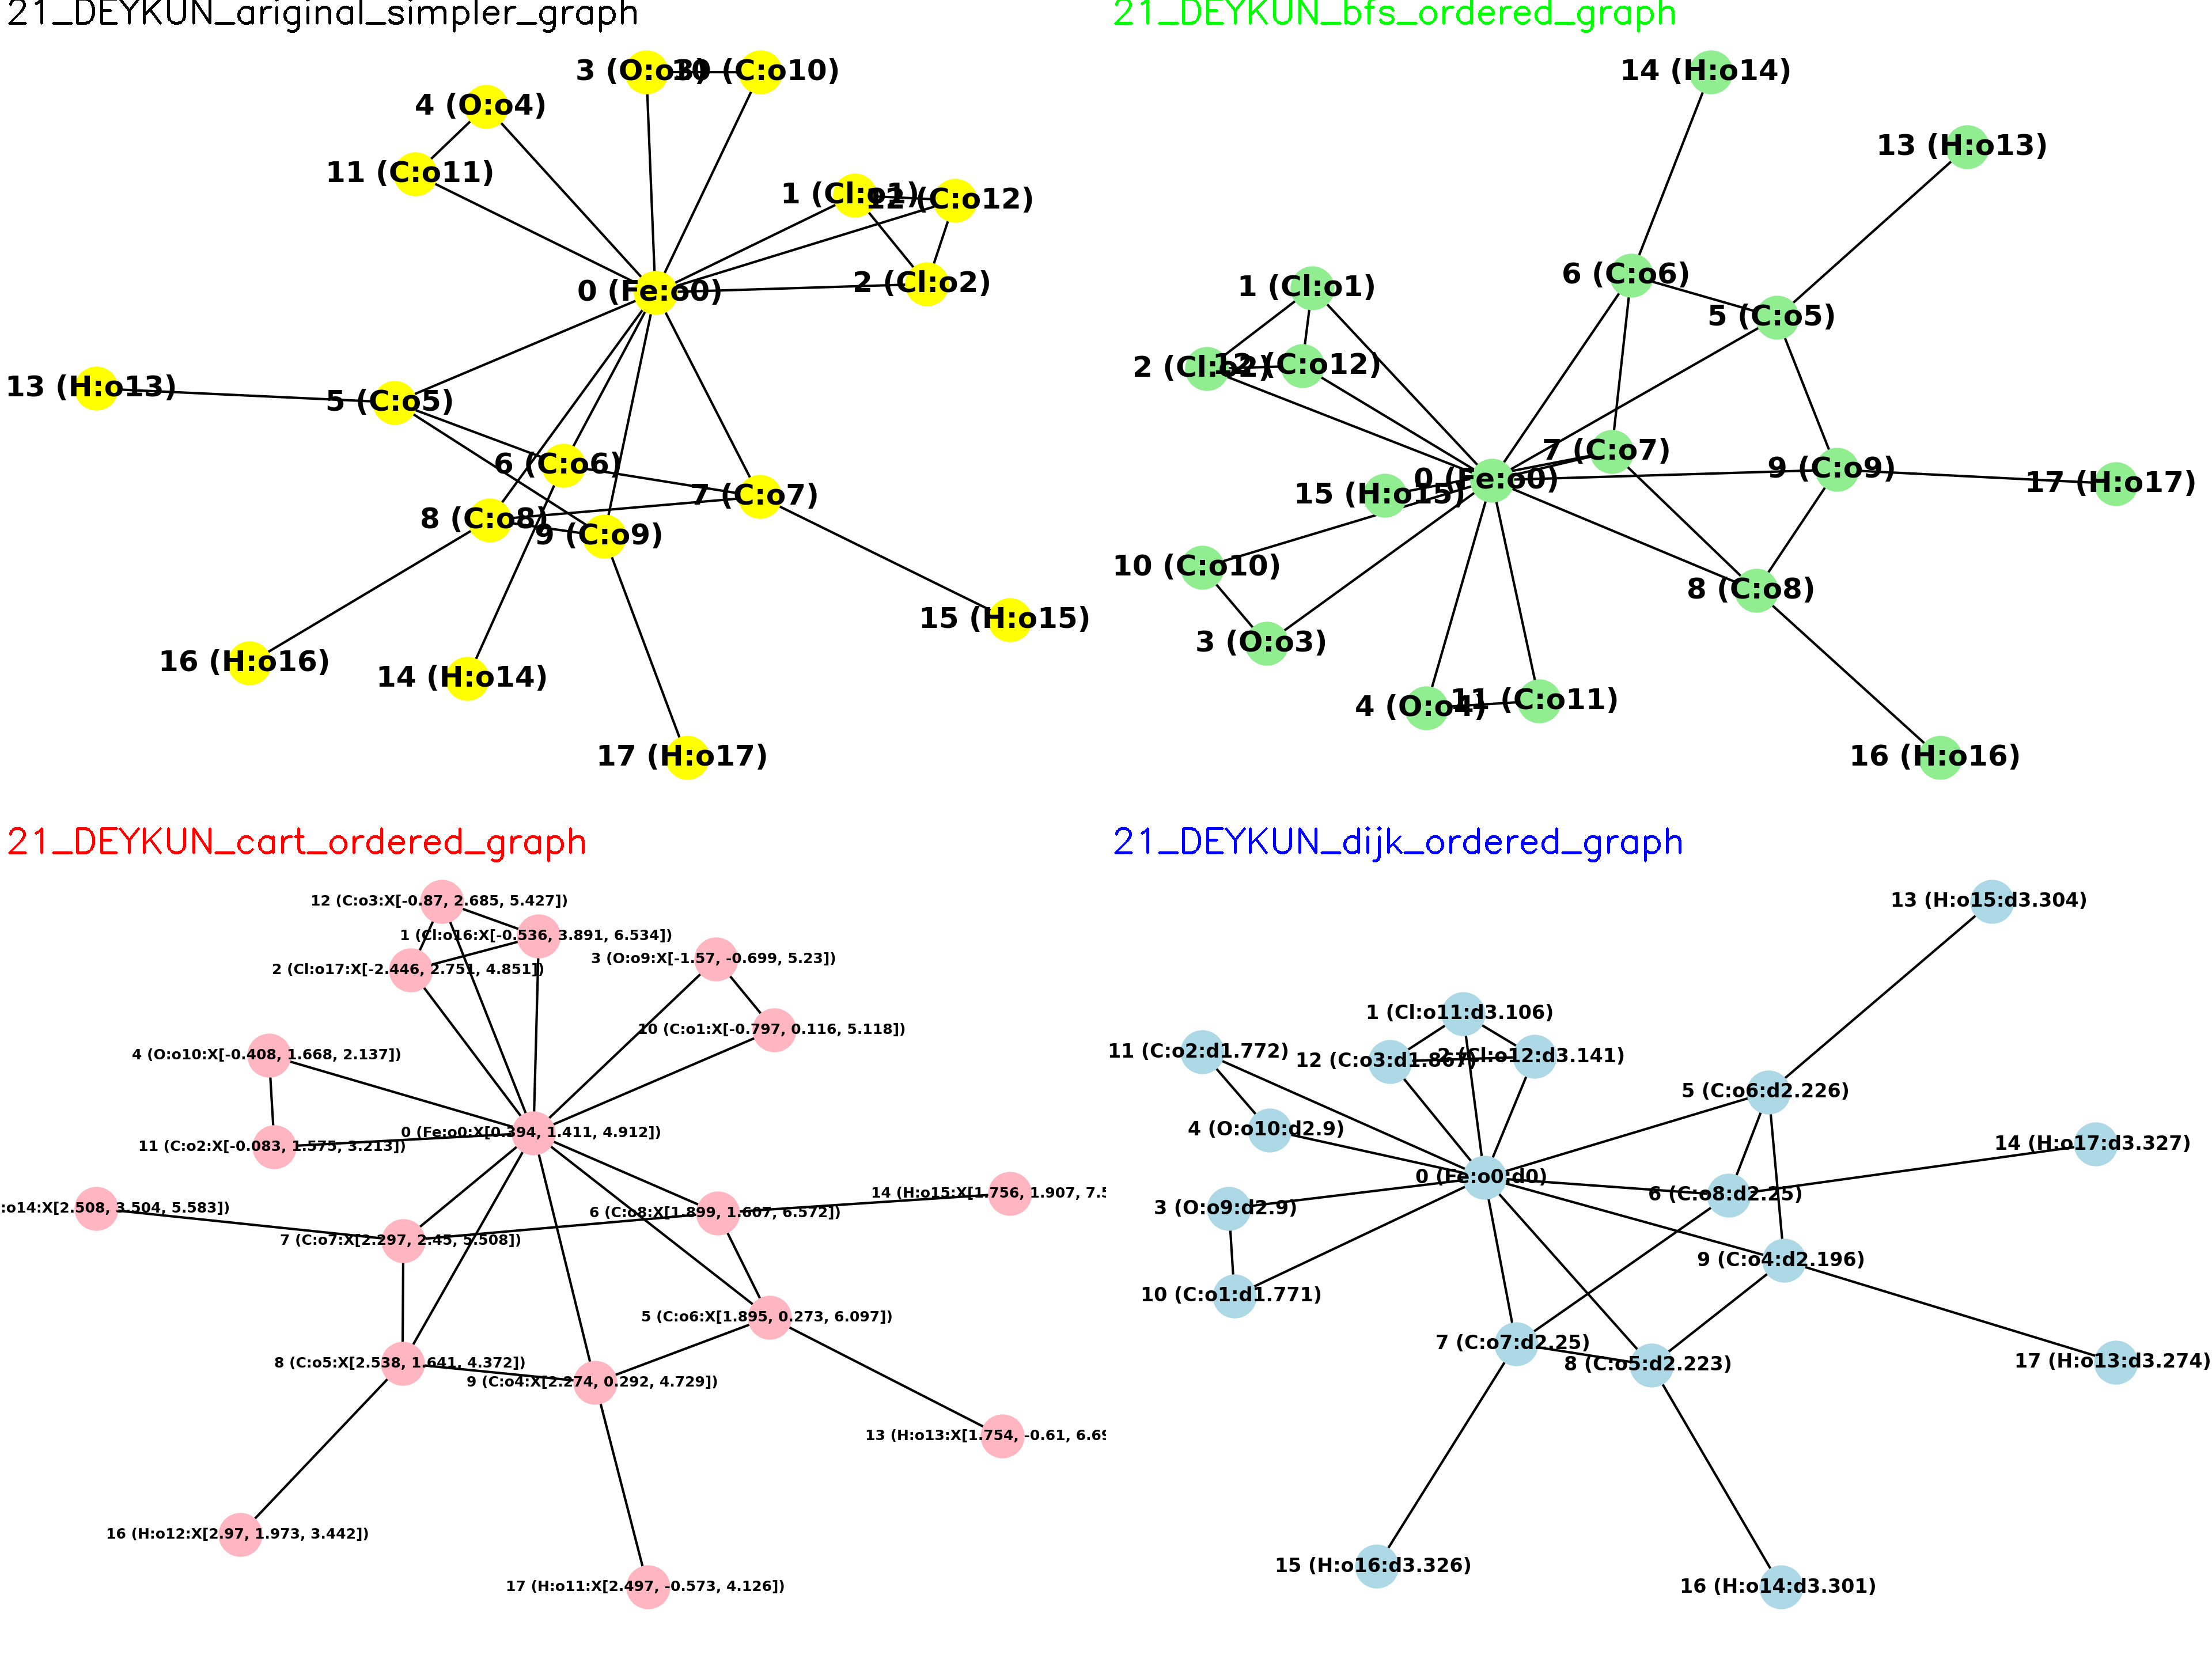 21_DEYKUN_ariginal_simpler_graph
3 (O:o3)
10 (C:o10)
4 (O:o4)
11 (C:o11)
1 (Cl:o1)
12 (C:o12)
2 (Cl:o2)
0 (Fe:o0)
13 (H:o13)
5 (C:o5)
6 (C:o6)
7 (C:o7)
8 (C:o8)
9 (C:o9)
15 (H:o15)
16 (H:o16)
14 (H:o14)
17 (H:o17)
21_DEYKUN_bfs_ordered_graph
14 (H:o14)
13 (H:o13)
6 (C:o6)
1 (Cl:o1)
5 (C:o5)
2 (Cl:o2)
12 (C:o12)
7 (C:o7)
9 (C:o9)
0 (Fe:o0)
17 (H:o17)
15 (H:o15)
10 (C:o10)
8 (C:o8)
3 (O:o3)
4 (O:o4)
11 (C:o11)
16 (H:o16)
21_DEYKUN_cart_ordered_graph
12 (C:o3:X[-0.87, 2.685, 5.427])
1 (Cl:o16:X[-0.536, 3.891, 6.534])
3 (O:o9:X[-1.57, -0.699, 5.23])
2 (Cl:o17:X[-2.446, 2.751, 4.851])
10 (C:o1:X[-0.797, 0.116, 5.118])
4 (O:o10:X[-0.408, 1.668, 2.137])
0 (Fe:o0:X[0.394, 1.411, 4.912])
11 (C:o2:X[-0.083, 1.575, 3.213])
14 (H:o15:X[1.756, 1.907, 7.5
:o14:X[2.508, 3.504, 5.583])
6 (C:o8:X[1.899, 1.607, 6.572])
7 (C:o7:X[2.297, 2.45, 5.508])
5 (C:o6:X[1.895, 0.273, 6.097])
8 (C:o5:X[2.538, 1.641, 4.372])
9 (C:o4:X[2.274, 0.292, 4.729])
13 (H:o13:X[1.754, -0.61, 6.69
16 (H:o12:X[2.97, 1.973, 3.442])
17 (H:o11:X[2.497, -0.573, 4.126])
21_DEYKUN_dijk_ordered_graph
13 (H:o15:d3.304)
1 (Cl:o11:d3.106)
11 (C:o2:d1.772)
12 (C:o3:d1.867)
2 (Cl:o12:d3.141)
5 (C:o6:d2.226)
4 (O:o10:d2.9)
14 (H:o17:d3.327)
0 (Fe:o0:d0)
6 (C:o8:d2.25)
3 (O:o9:d2.9)
9 (C:o4:d2.196)
10 (C:o1:d1.771)
7 (C:o7:d2.25)
8 (C:o5:d2.223)
17 (H:o13:d3.274)
15 (H:o16:d3.326)
16 (H:o14:d3.301)